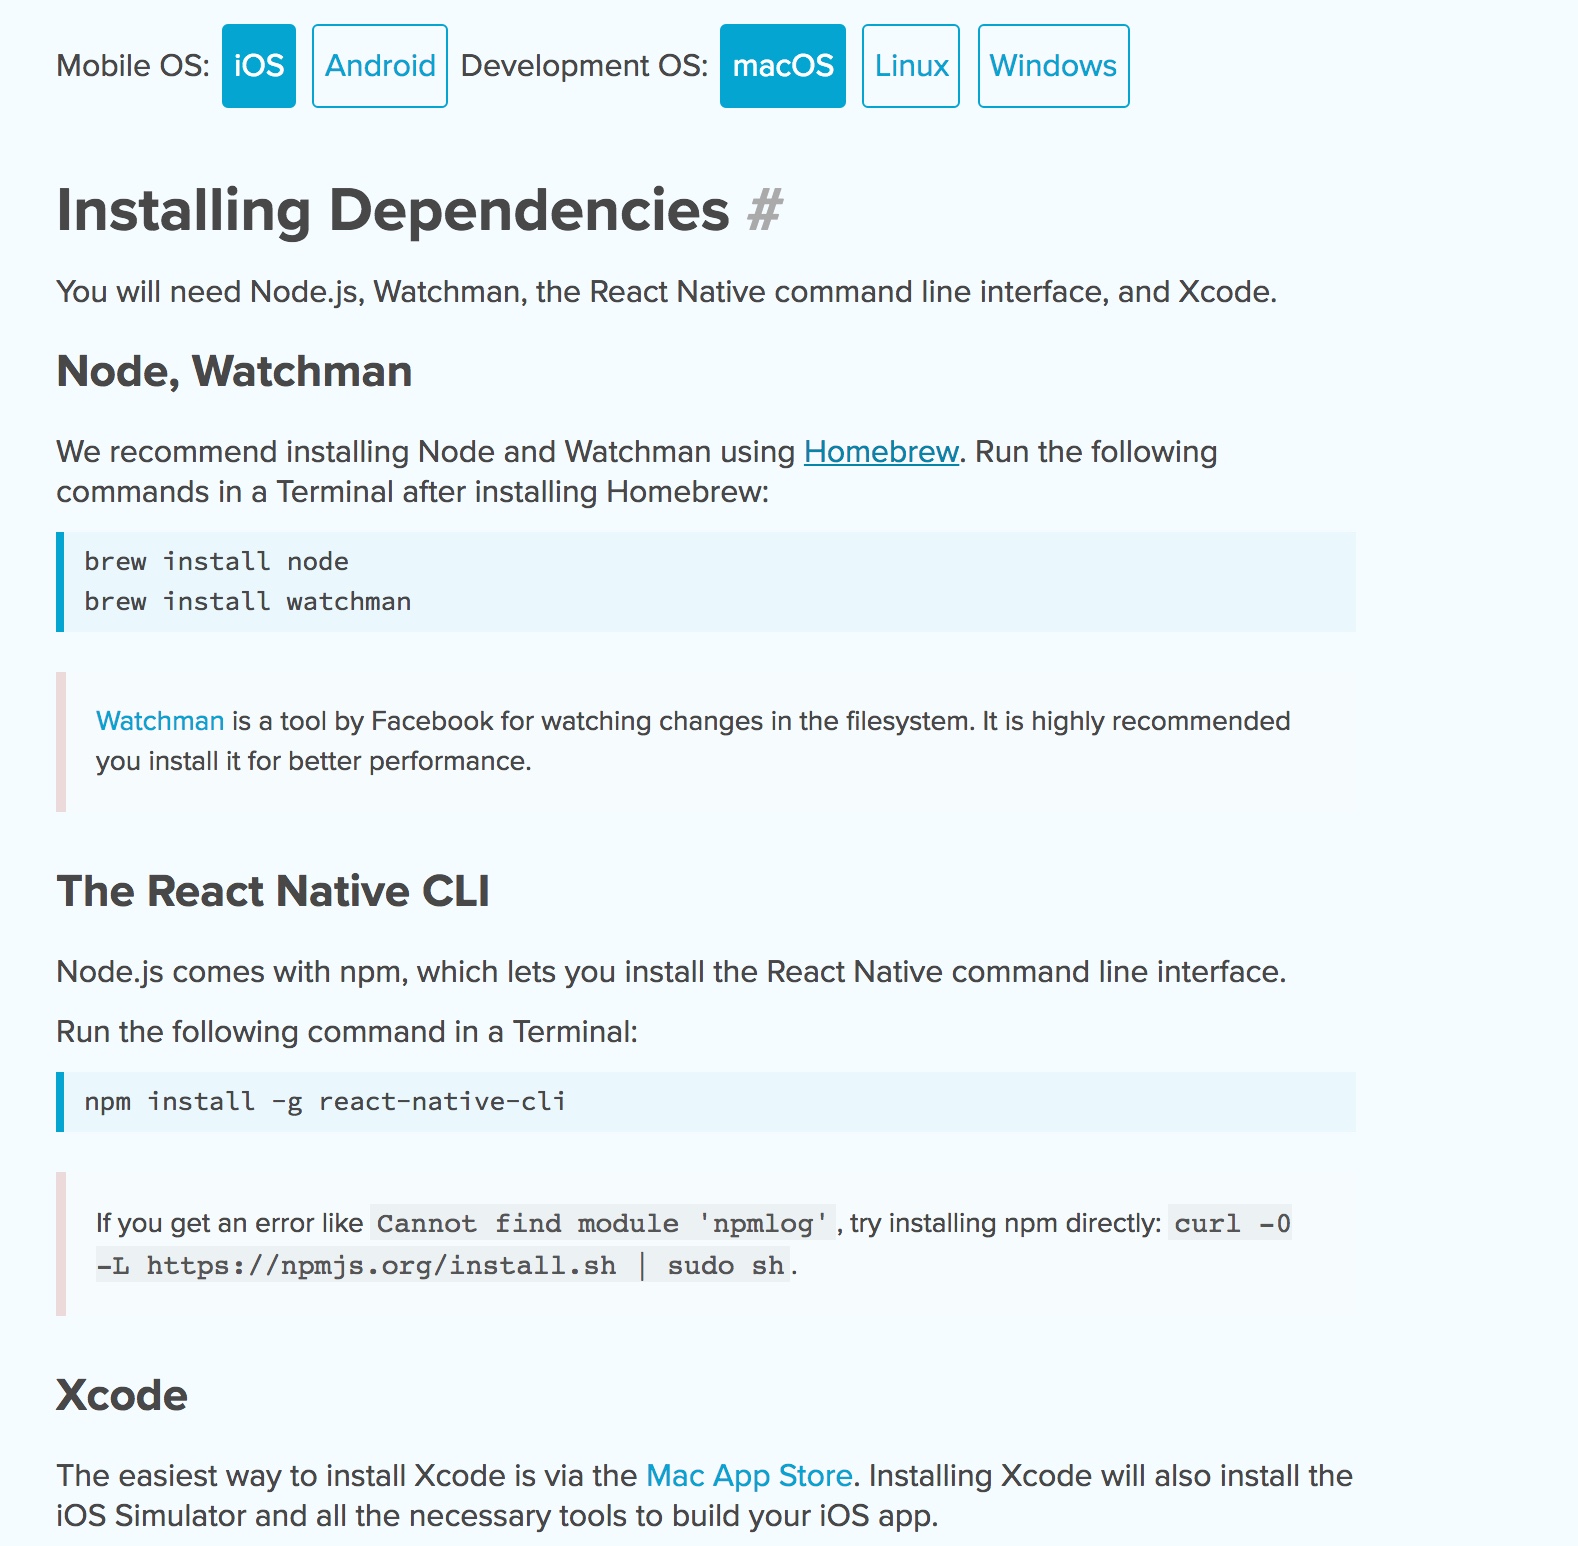 Mobile OS: iOS Android Development OS: macOS Linux Windows
Installing Dependencies #
You will need Node.js, Watchman, the React Native command line interface, and Xcode.
Node, Watchman
We recommend installing Node and Watchman using Homebrew. Run the following
commands in a Terminal after installing Homebrew:
brew install node
brew install watchman
Watchman is a tool by Facebook for watching changes in the filesystem. It is highly recommended
you install it for better performance.
The React Native CLI
Node.js comes with npm, which lets you install the React Native command line interface.
Run the following command in a Terminal:
npm install -g react-native-cli
If you get an error like Cannot find module 'npmlog', try installing npm directly: curl -0
-L https://npmjs.org/install.sh | sudo sh.
Xcode
The easiest way to install Xcode is via the Mac App Store. Installing Xcode will also install the
iOS Simulator and all the necessary tools to build your iOS app.